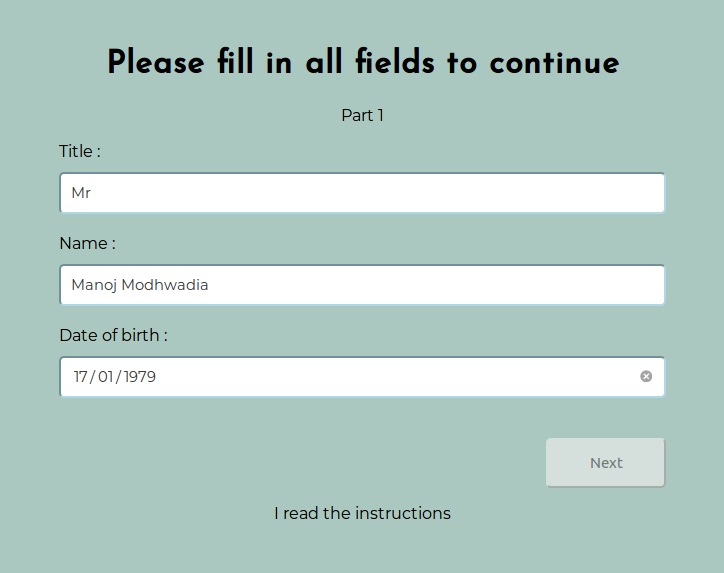 Please fill in all fields to continue
Part 1
Title :
Mr
Name :
Manoj Modhwadia
Date of birth :
17 / 01 / 1979
Next
I read the instructions